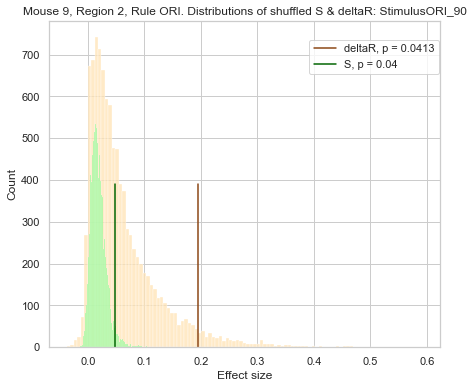 Mouse 9, Region 2, Rule ORI. Distributions of shuffled S & deltaR: StimulusORI_90
deltaR, p = 0.0413
S, p = 0.04
Count
700
600
500
400
300
200
100
0
0.0 0.1 0.2 0.3 0.4 0.5 0.6
Effect size